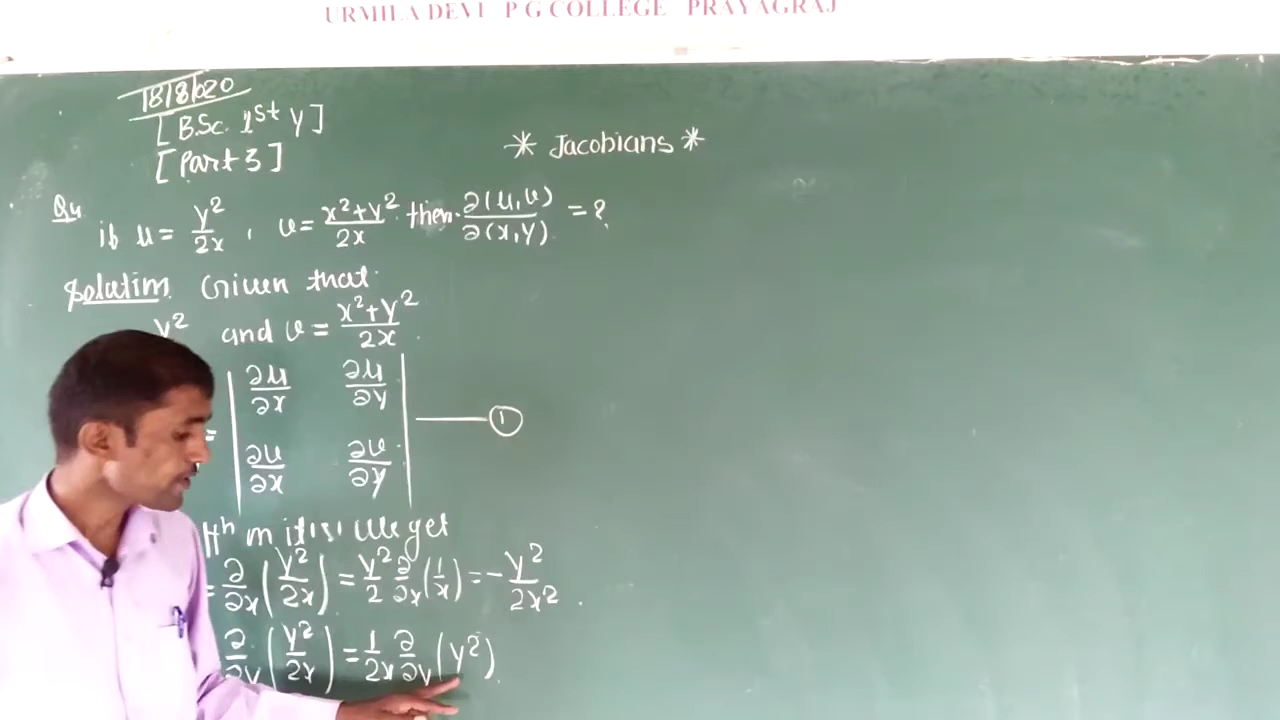 URMILA DEVI P G COLLEGE PRAYAGRAJ
18/8/020
[B.Sc. 1st Y]
[Part 3]
* Jacobians *
Q4 if u = y²/2x , v = (x²+y²)/2x then ∂(u,v)/∂(x,y) = ?
Solution Given that
y² and v = (x²+y²)/2x
= | ∂u/∂x ∂u/∂y |
| ∂v/∂x ∂v/∂y | —— ①
we get
= ∂/∂x (y²/2x) = y²/2 ∂/∂x (1/x) = - y²/2x² .
∂/∂y (y²/2x) = 1/2x ∂/∂y (y²)